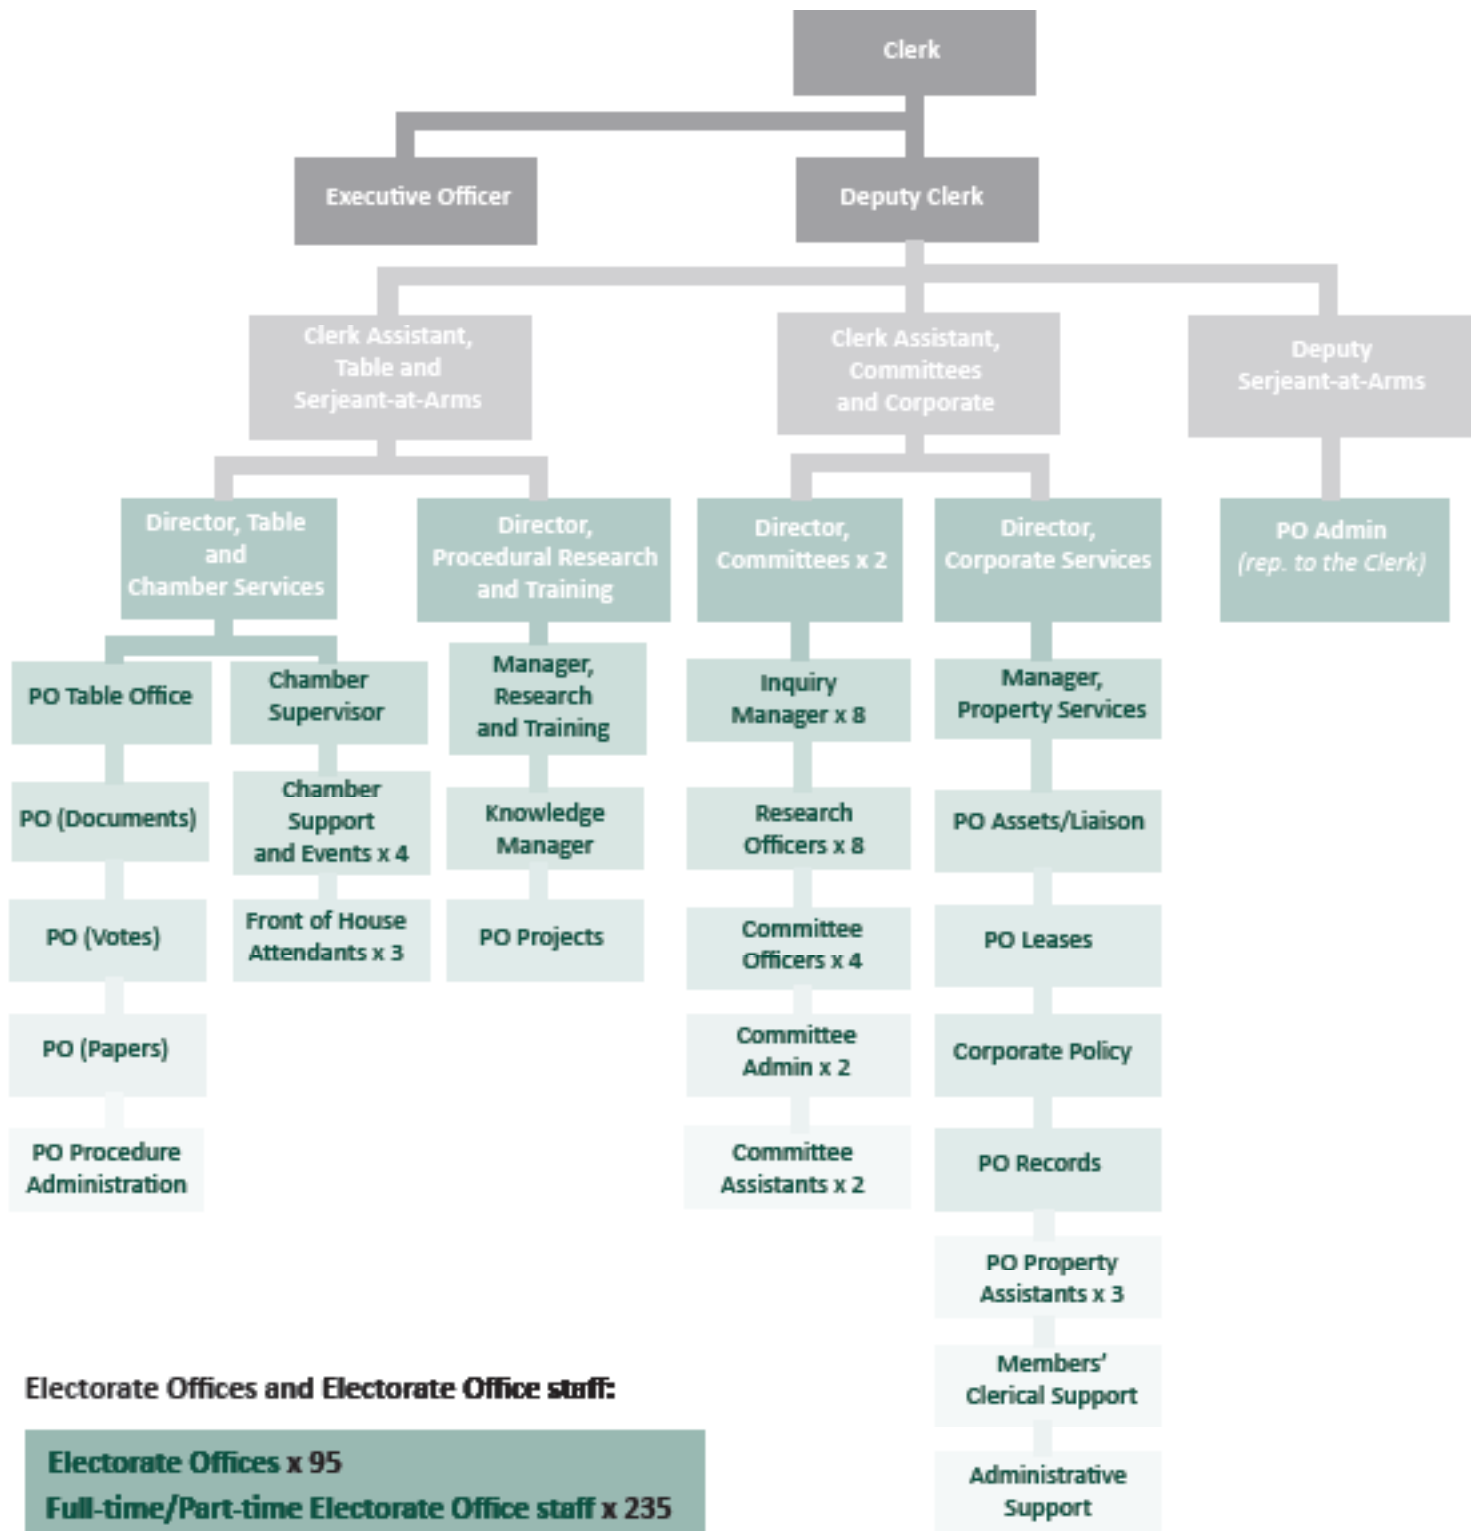 Clerk
Executive Officer
Deputy Clerk
Clerk Assistant,
Table and
Serjeant-at-Arms
Clerk Assistant,
Committees
and Corporate
Deputy
Serjeant-at-Arms
Director, Table
and
Chamber Services
Director,
Procedural Research
and Training
Director,
Committees x 2
Director,
Corporate Services
PO Admin
(rep. to the Clerk)
PO Table Office
PO (Documents)
PO (Votes)
PO (Papers)
PO Procedure
Administration
Chamber
Supervisor
Chamber
Support
and Events x 4
Front of House
Attendants x 3
Manager,
Research
and Training
Knowledge
Manager
PO Projects
Inquiry
Manager x 8
Research
Officers x 8
Committee
Officers x 4
Committee
Admin x 2
Committee
Assistants x 2
Manager,
Property Services
PO Assets/Liaison
PO Leases
Corporate Policy
PO Records
PO Property
Assistants x 3
Members’
Clerical Support
Administrative
Support
Electorate Offices and Electorate Office staff:
Electorate Offices x 95
Full-time/Part-time Electorate Office staff x 235